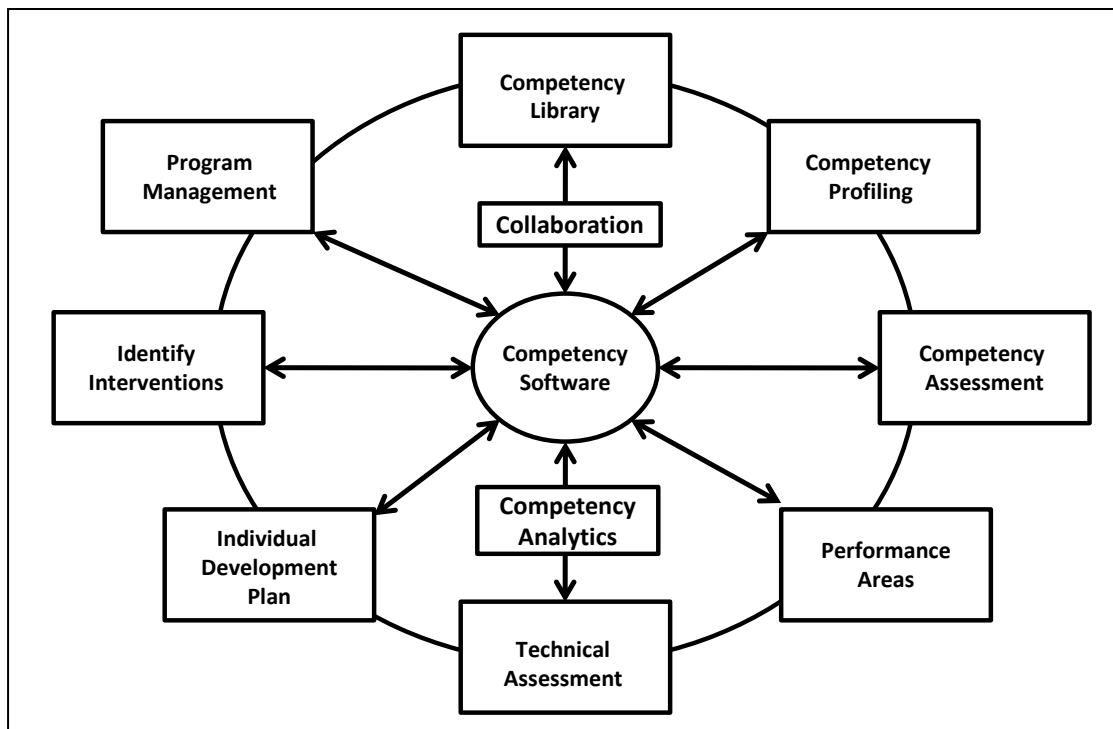 Competency
Library
Program
Management
Competency
Profiling
Collaboration
Identify
Interventions
Competency
Software
Competency
Assessment
Individual
Development
Plan
Competency
Analytics
Performance
Areas
Technical
Assessment